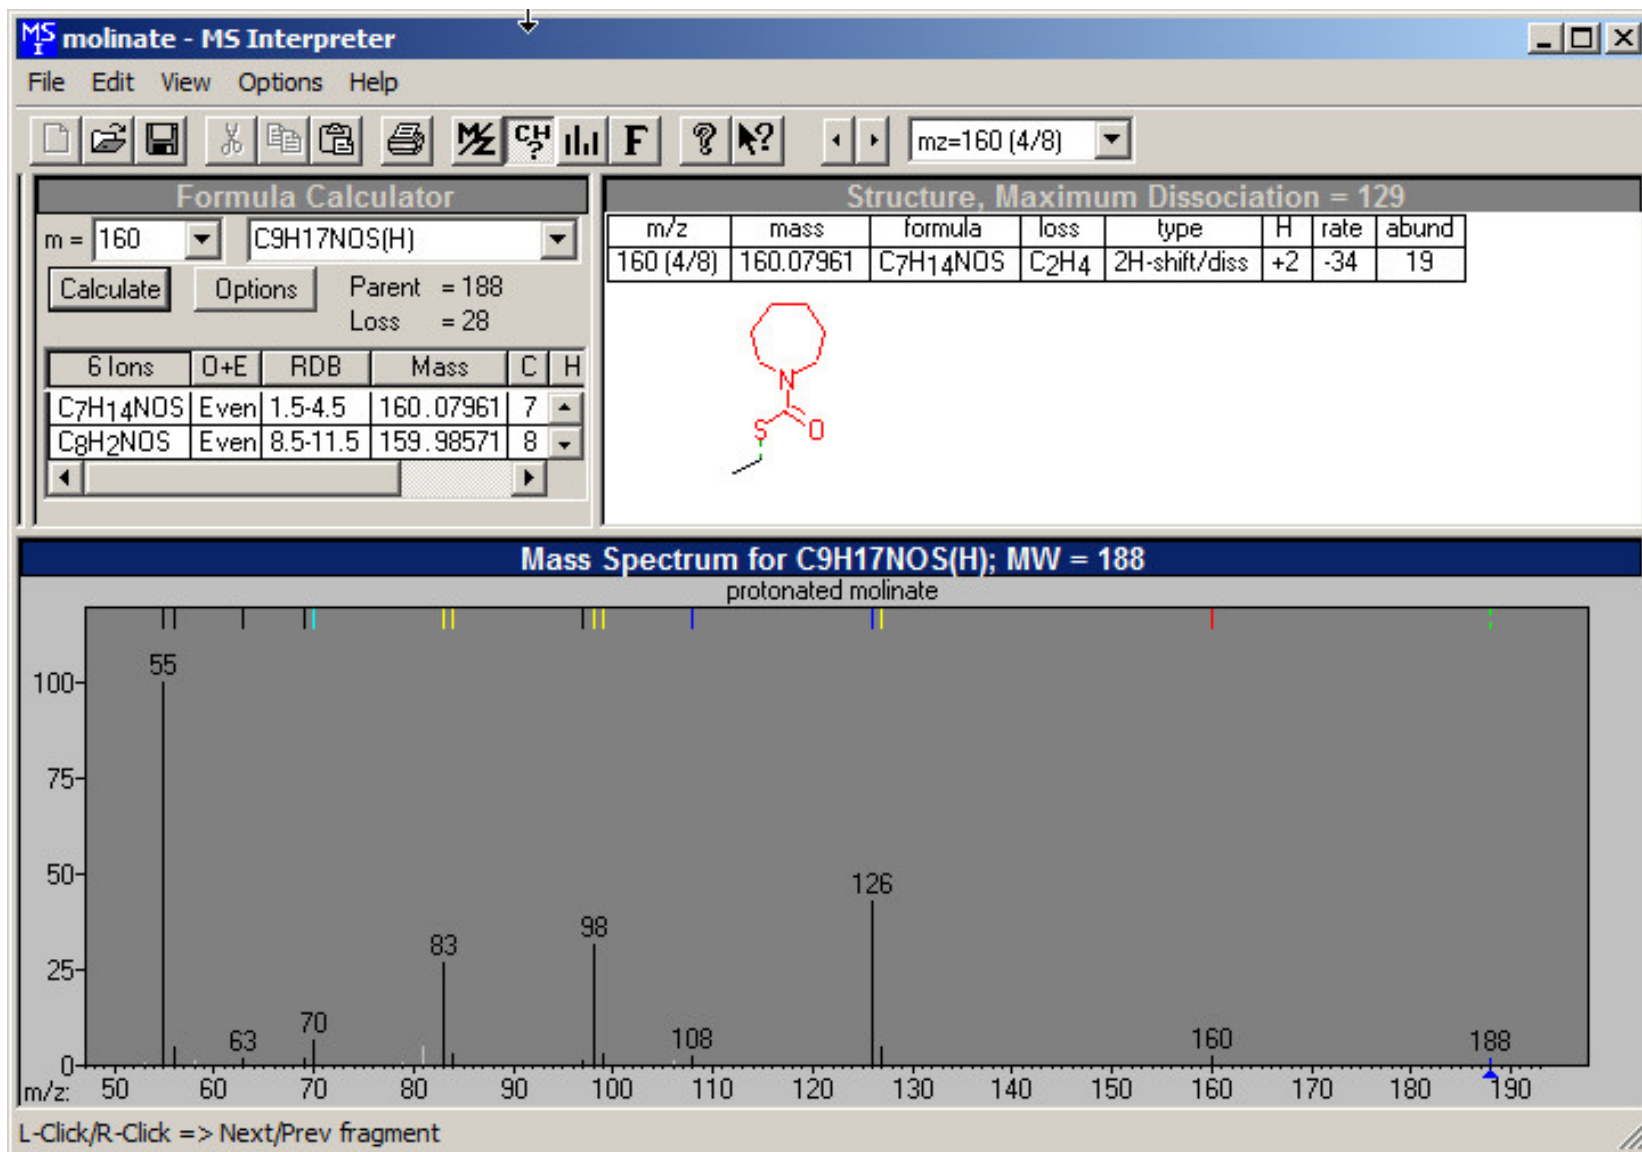 MS I molinate - MS Interpreter
File Edit View Options Help
M/Z CH ? F ? ? mz=160 (4/8)
Formula Calculator
m = 160 C9H17NOS(H)
Calculate Options Parent = 188
Loss = 28
6 Ions O+E RDB Mass C H
C7H14NOS Even 1.5-4.5 160.07961 7
C8H2NOS Even 8.5-11.5 159.98571 8
Structure, Maximum Dissociation = 129
m/z mass formula loss type H rate abund
160 (4/8) 160.07961 C7H14NOS C2H4 2H-shift/diss +2 -34 19
N
S O
Mass Spectrum for C9H17NOS(H); MW = 188
protonated molinate
100
75
50
25
0
55
63
70
83
98
108
126
160
188
m/z: 50 60 70 80 90 100 110 120 130 140 150 160 170 180 190
L-Click/R-Click => Next/Prev fragment